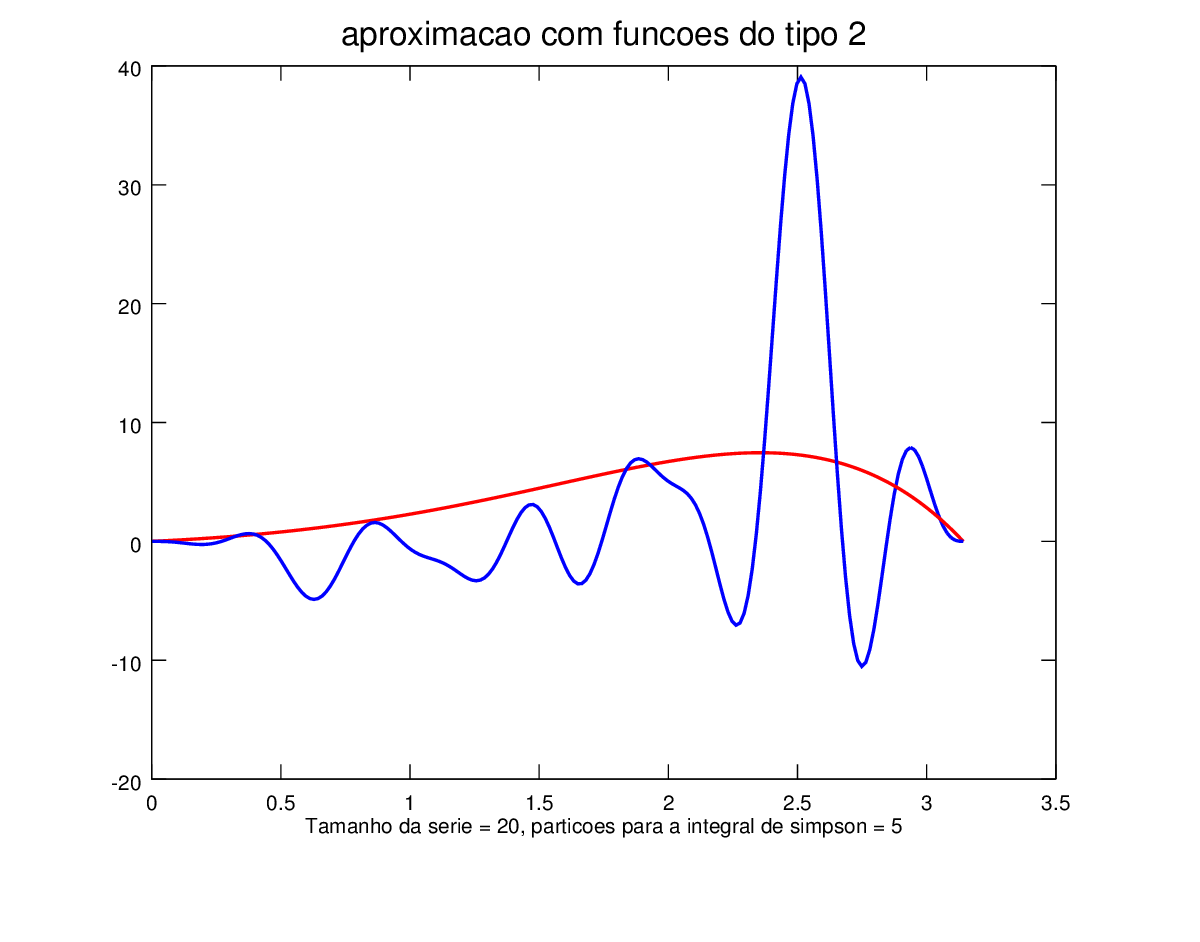 aproximacao com funcoes do tipo 2
40
30
20
10
0
-10
-20
0 0.5 1 1.5 2 2.5 3 3.5
Tamanho da serie = 20, particoes para a integral de simpson = 5